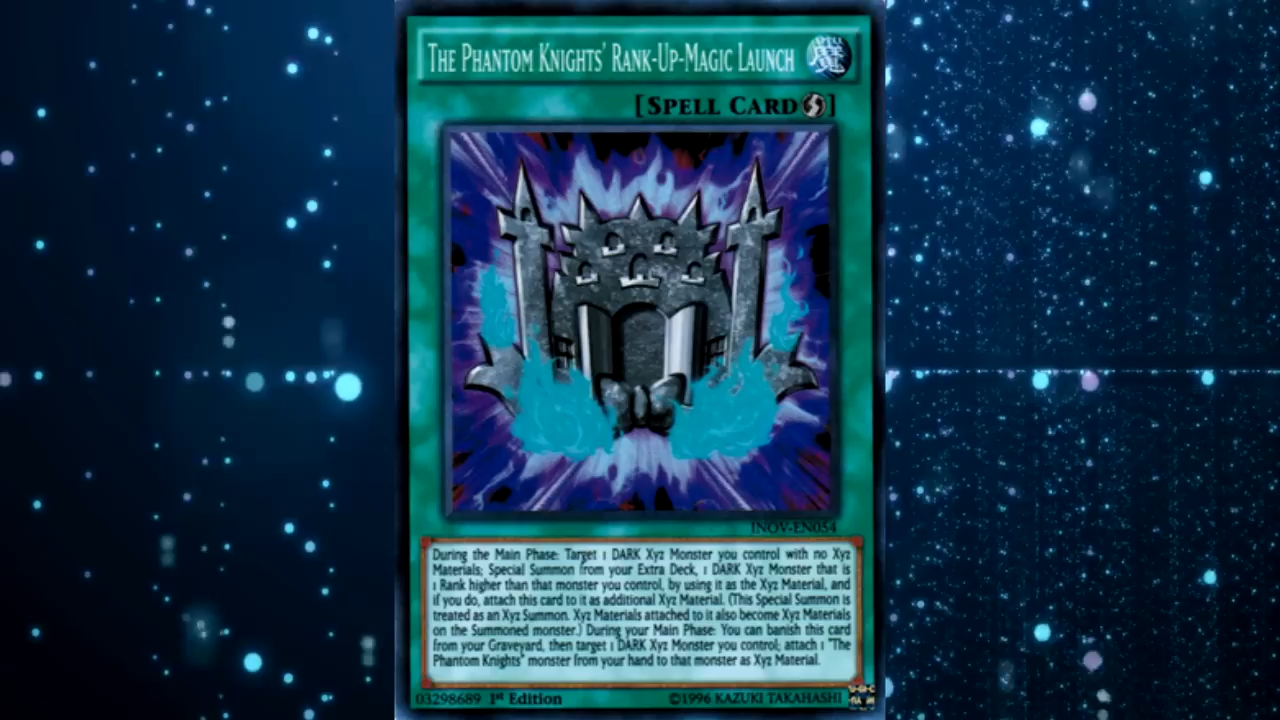 THE PHANTOM KNIGHTS' RANK-UP-MAGIC LAUNCH
[SPELL CARD]
INOV-EN054
During the Main Phase: Target 1 DARK Xyz Monster you control with no Xyz
Materials; Special Summon from your Extra Deck, 1 DARK Xyz Monster that is
1 Rank higher than that monster you control, by using it as the Xyz Material, and
if you do, attach this card to it as additional Xyz Material. (This Special Summon is
treated as an Xyz Summon. Xyz Materials attached to it also become Xyz Materials
on the Summoned monster.) During your Main Phase: You can banish this card
from your Graveyard, then target 1 DARK Xyz Monster you control; attach 1 "The
Phantom Knights" monster from your hand to that monster as Xyz Material.
03298689 1st Edition ©1996 KAZUKI TAKAHASHI